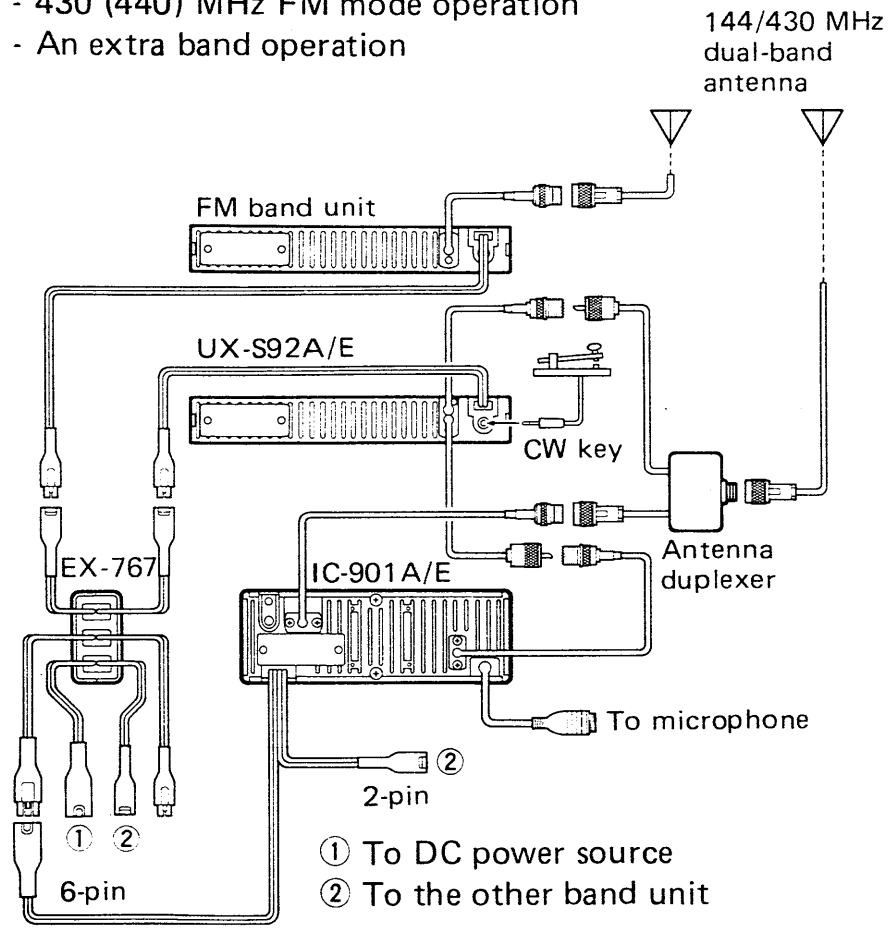 - 430 (440) MHz FM mode operation
- An extra band operation
144/430 MHz
dual-band
antenna
FM band unit
UX-S92A/E
CW key
EX-767
IC-901A/E
Antenna
duplexer
To microphone
②
2-pin
① ②
6-pin
① To DC power source
② To the other band unit